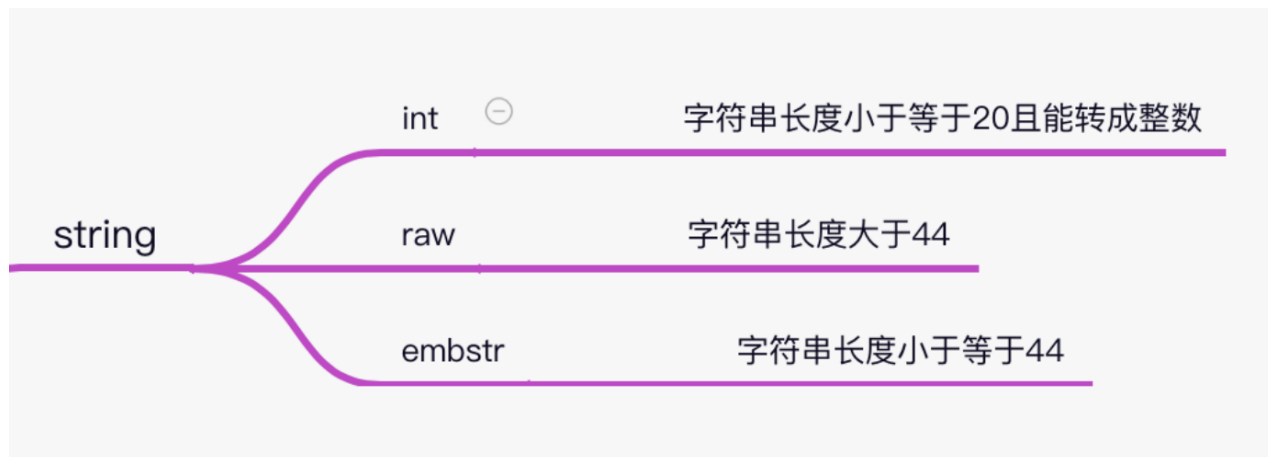 int
字符串长度小于等于20且能转成整数
string
raw
字符串长度大于44
embstr
字符串长度小于等于44